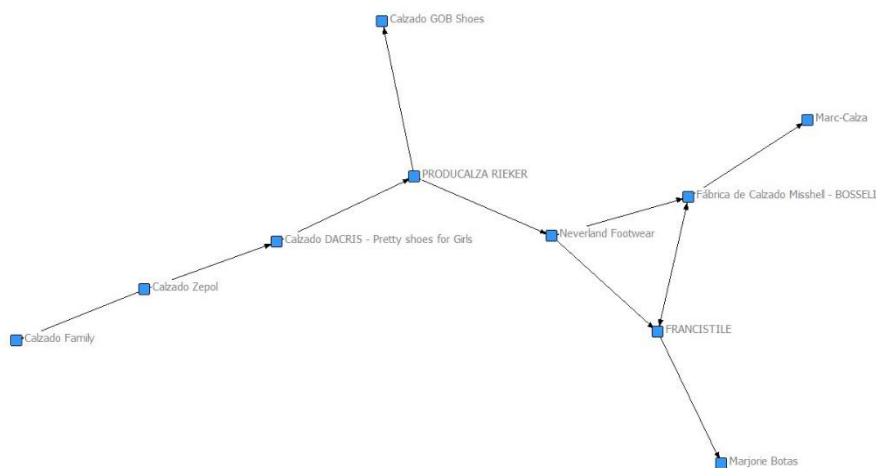 Calzado GOB Shoes
Marc-Calza
PRODUCALZA RIEKER
Fábrica de Calzado Misshell - BOSSELI
Neverland Footwear
Calzado DACRIS - Pretty shoes for Girls
Calzado Zepol
FRANCISTILE
Calzado Family
Marjorie Botas